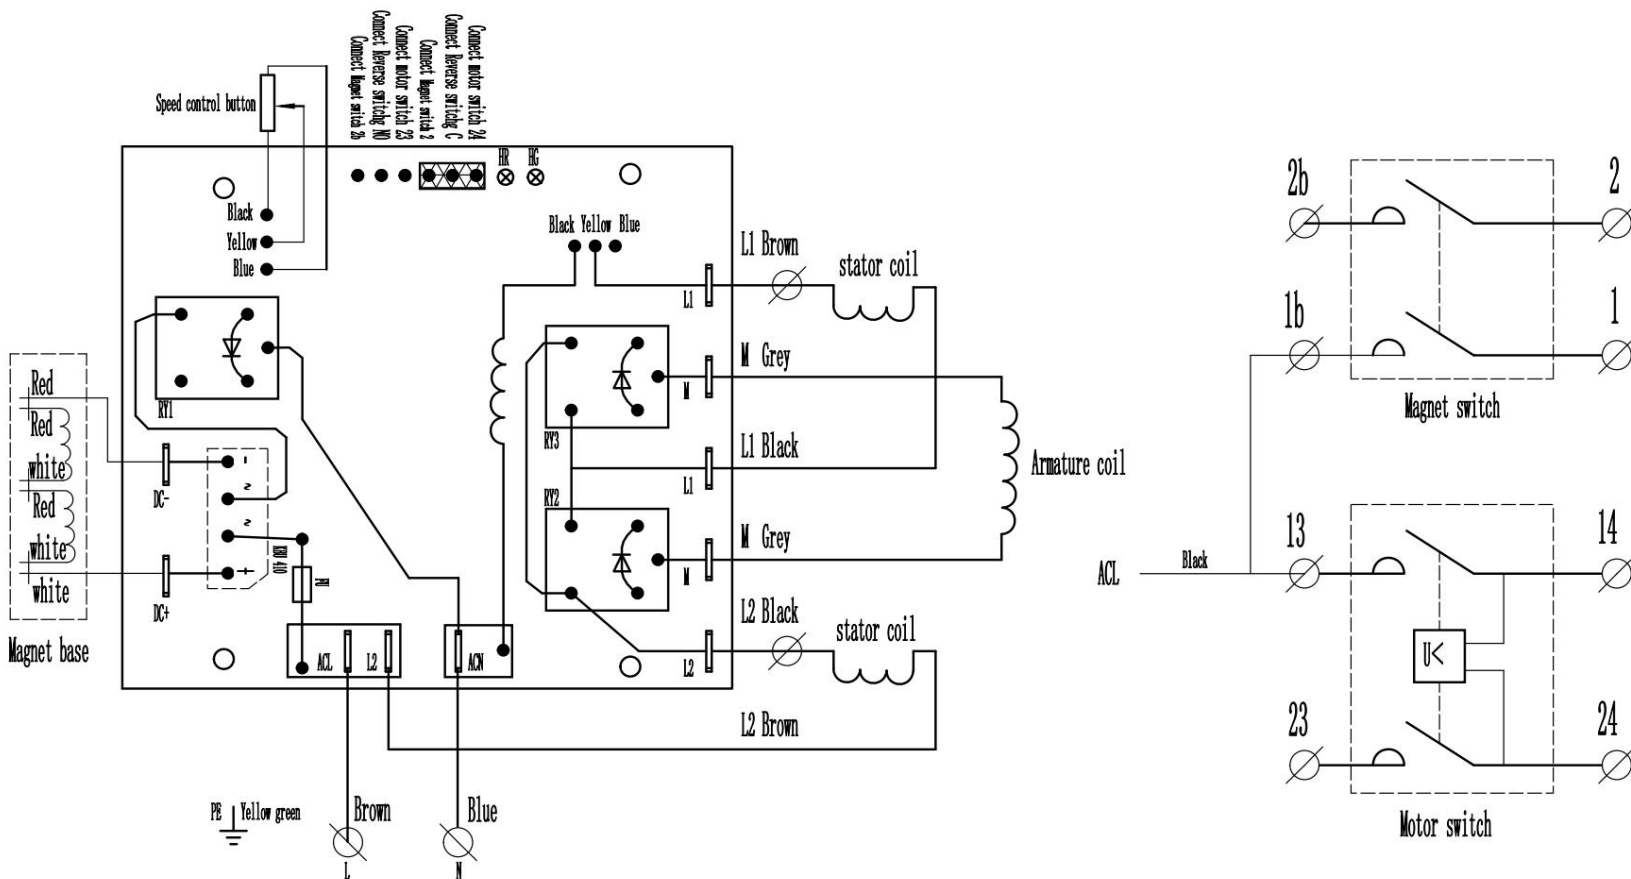 Connect Magnet switch 2b
Connect Reverse switchg NO
Connect motor switch 23
Connect Magnet switch 2
Connect Reverse switchg C
Connect motor switch 24
Speed control button
HR
HG
Black
Yellow
Blue
Black Yellow Blue
RY1
RY3
RY2
L1
M
L1
M
L2
L1 Brown
stator coil
M Grey
L1 Black
Armature coil
M Grey
L2 Black
stator coil
L2 Brown
Red
Red
white
Red
white
white
Magnet base
DC-
DC+
-
~
~
+
FU
ACL
L2
ACN
PE
Yellow green
Brown
Blue
L
N
2b
2
1b
1
Magnet switch
ACL
Black
13
14
U<
23
24
Motor switch